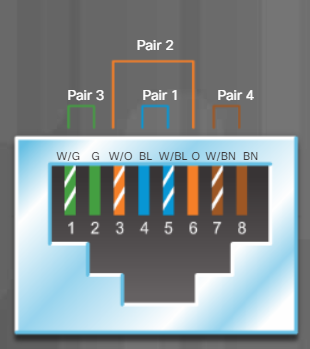 Pair 2
Pair 3 Pair 1 Pair 4
W/G G W/O BL W/BL O W/BN BN
1 2 3 4 5 6 7 8